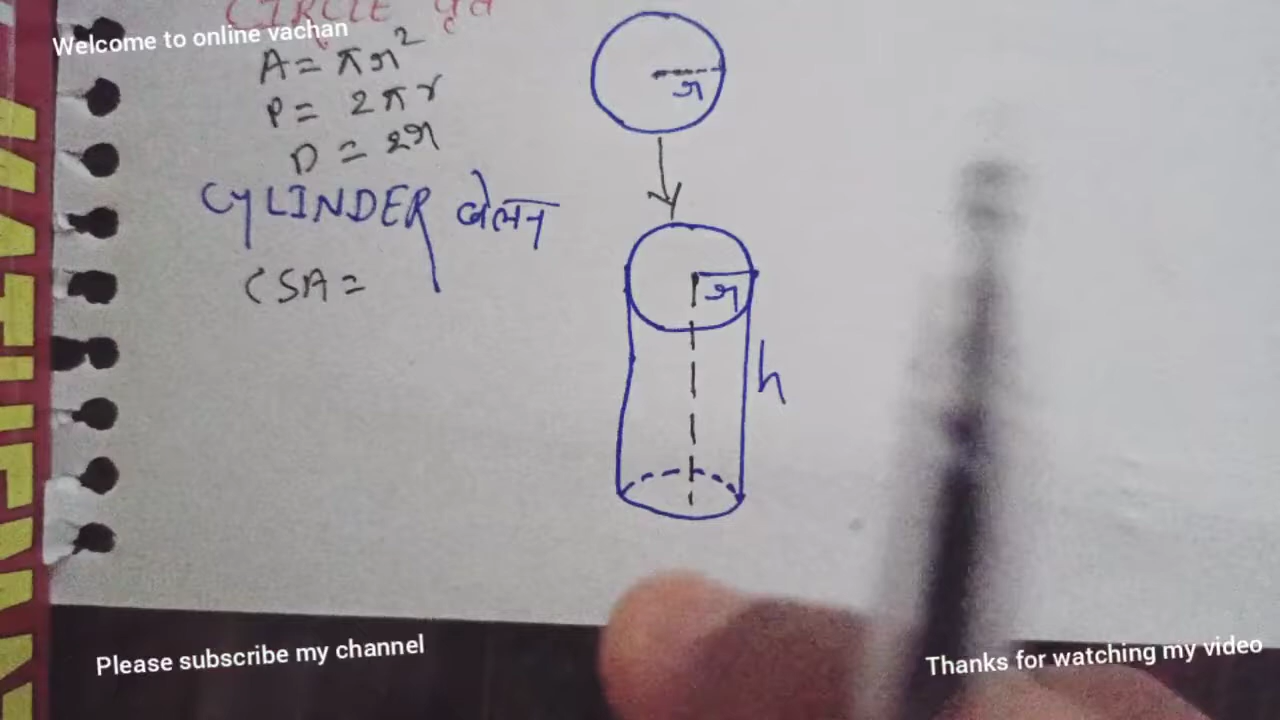 CIRCLE वृत
Welcome to online vachan
A = πr²
P = 2πr
D = 2r
r
CYLINDER बेलन
CSA =
r
h
Please subscribe my channel
Thanks for watching my video